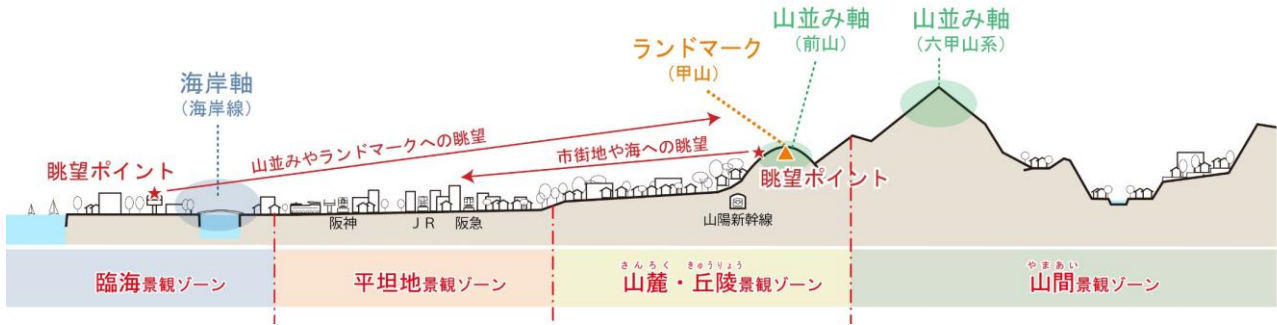 山並み軸
（六甲山系）
山並み軸
（前山）
ランドマーク
（甲山）
海岸軸
（海岸線）
山並みやランドマークへの眺望
市街地や海への眺望
眺望ポイント
眺望ポイント
阪神
ＪＲ
阪急
山陽新幹線
臨海景観ゾーン
平坦地景観ゾーン
さんろく きゅうりょう
山麓・丘陵景観ゾーン
やまあい
山間景観ゾーン